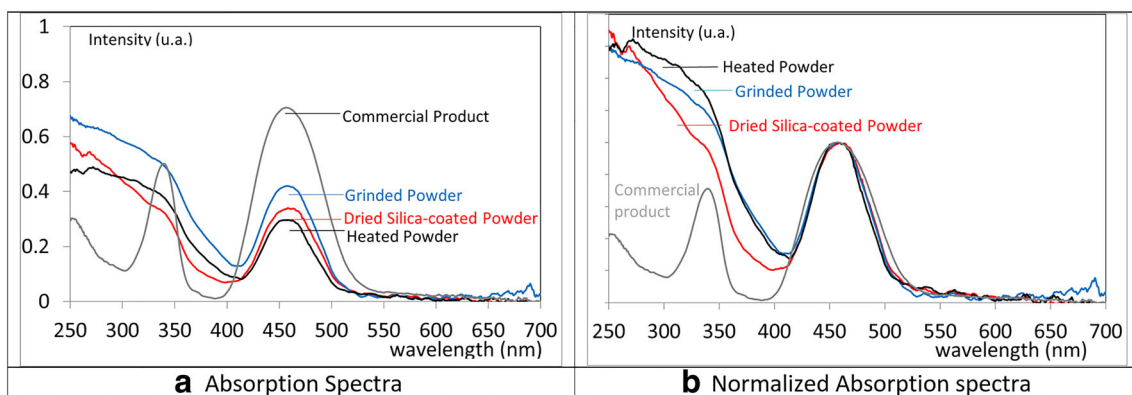 1
Intensity (u.a.)
0.8
Commercial Product
0.6
0.4
Grinded Powder
Dried Silica-coated Powder
0.2
Heated Powder
0
250 300 350 400 450 500 550 600 650 700
wavelength (nm)
a Absorption Spectra
Intensity (u.a.)
Heated Powder
Grinded Powder
Dried Silica-coated Powder
Commercial
product
250 300 350 400 450 500 550 600 650 700
wavelength (nm)
b Normalized Absorption spectra